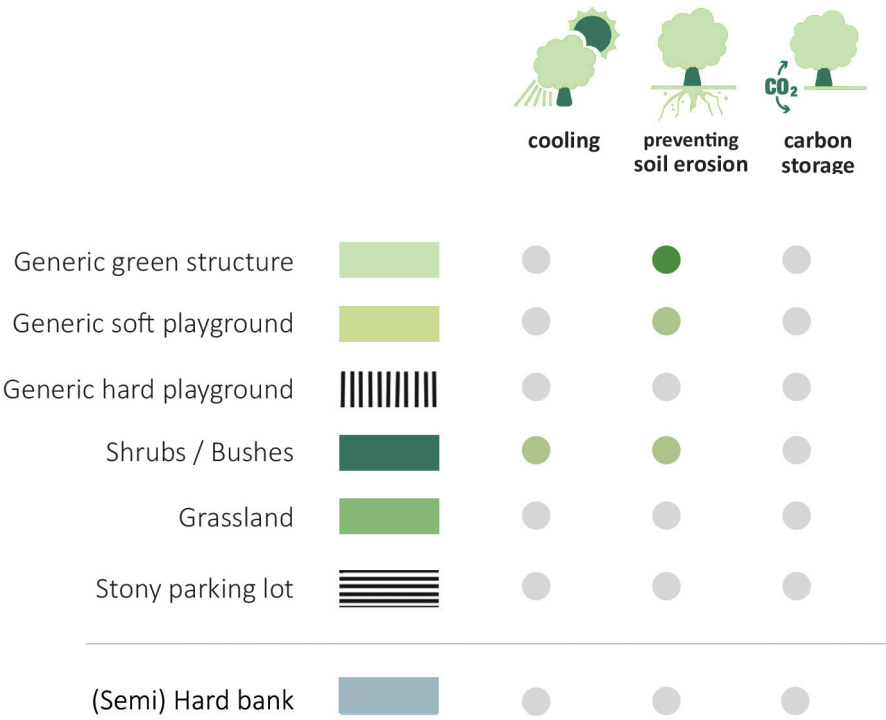 CO₂
cooling
preventing
soil erosion
carbon
storage
Generic green structure
Generic soft playground
Generic hard playground
Shrubs / Bushes
Grassland
Stony parking lot
(Semi) Hard bank